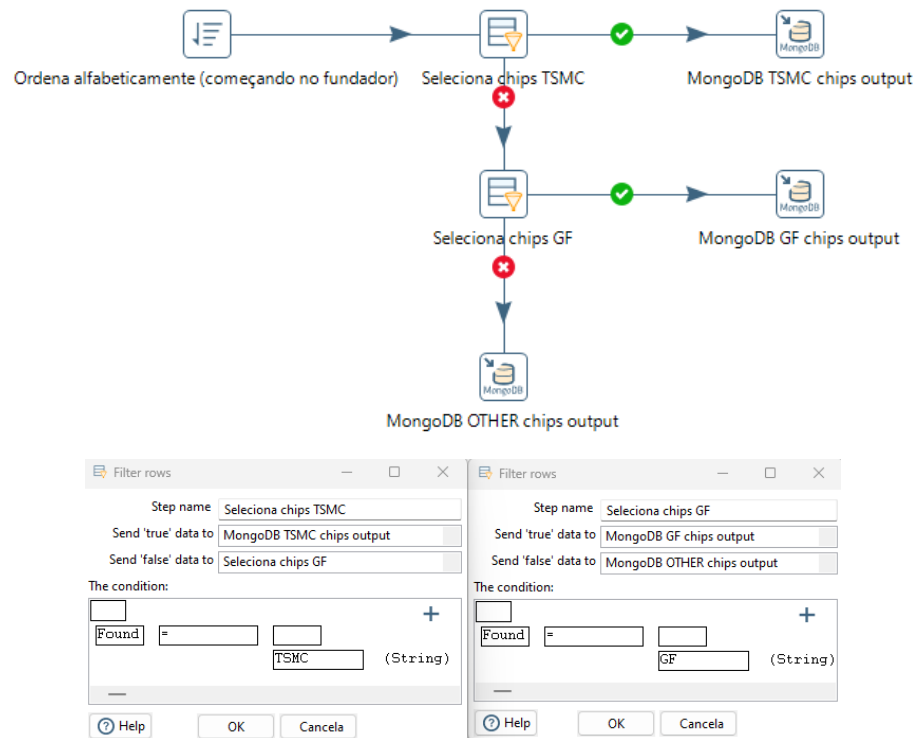 MongoDB
Ordena alfabeticamente (começando no fundador)
Seleciona chips TSMC
MongoDB TSMC chips output
MongoDB
Seleciona chips GF
MongoDB GF chips output
MongoDB
MongoDB OTHER chips output
Filter rows
Step name
Seleciona chips TSMC
Send 'true' data to
MongoDB TSMC chips output
Send 'false' data to
Seleciona chips GF
The condition:
+
Found
=
TSMC
(String)
Help
OK
Cancela
Filter rows
Step name
Seleciona chips GF
Send 'true' data to
MongoDB GF chips output
Send 'false' data to
MongoDB OTHER chips output
The condition:
+
Found
=
GF
(String)
Help
OK
Cancela